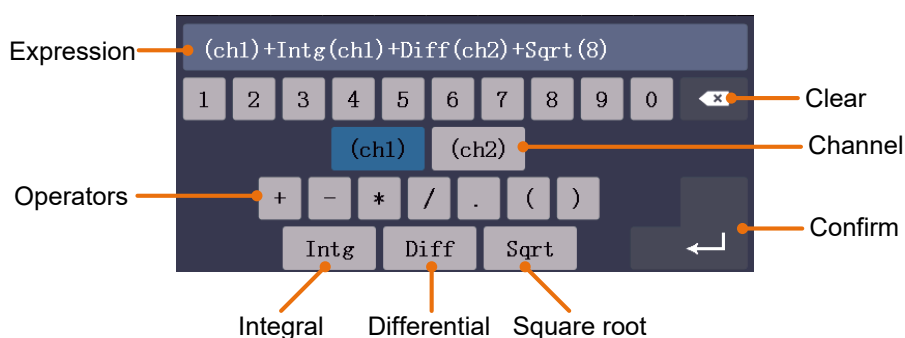 Expression
(ch1)+Intg(ch1)+Diff(ch2)+Sqrt(8)
1 2 3 4 5 6 7 8 9 0
Clear
(ch1) (ch2)
Channel
Operators
+ - * / . ( )
Confirm
Intg Diff Sqrt
Integral Differential Square root